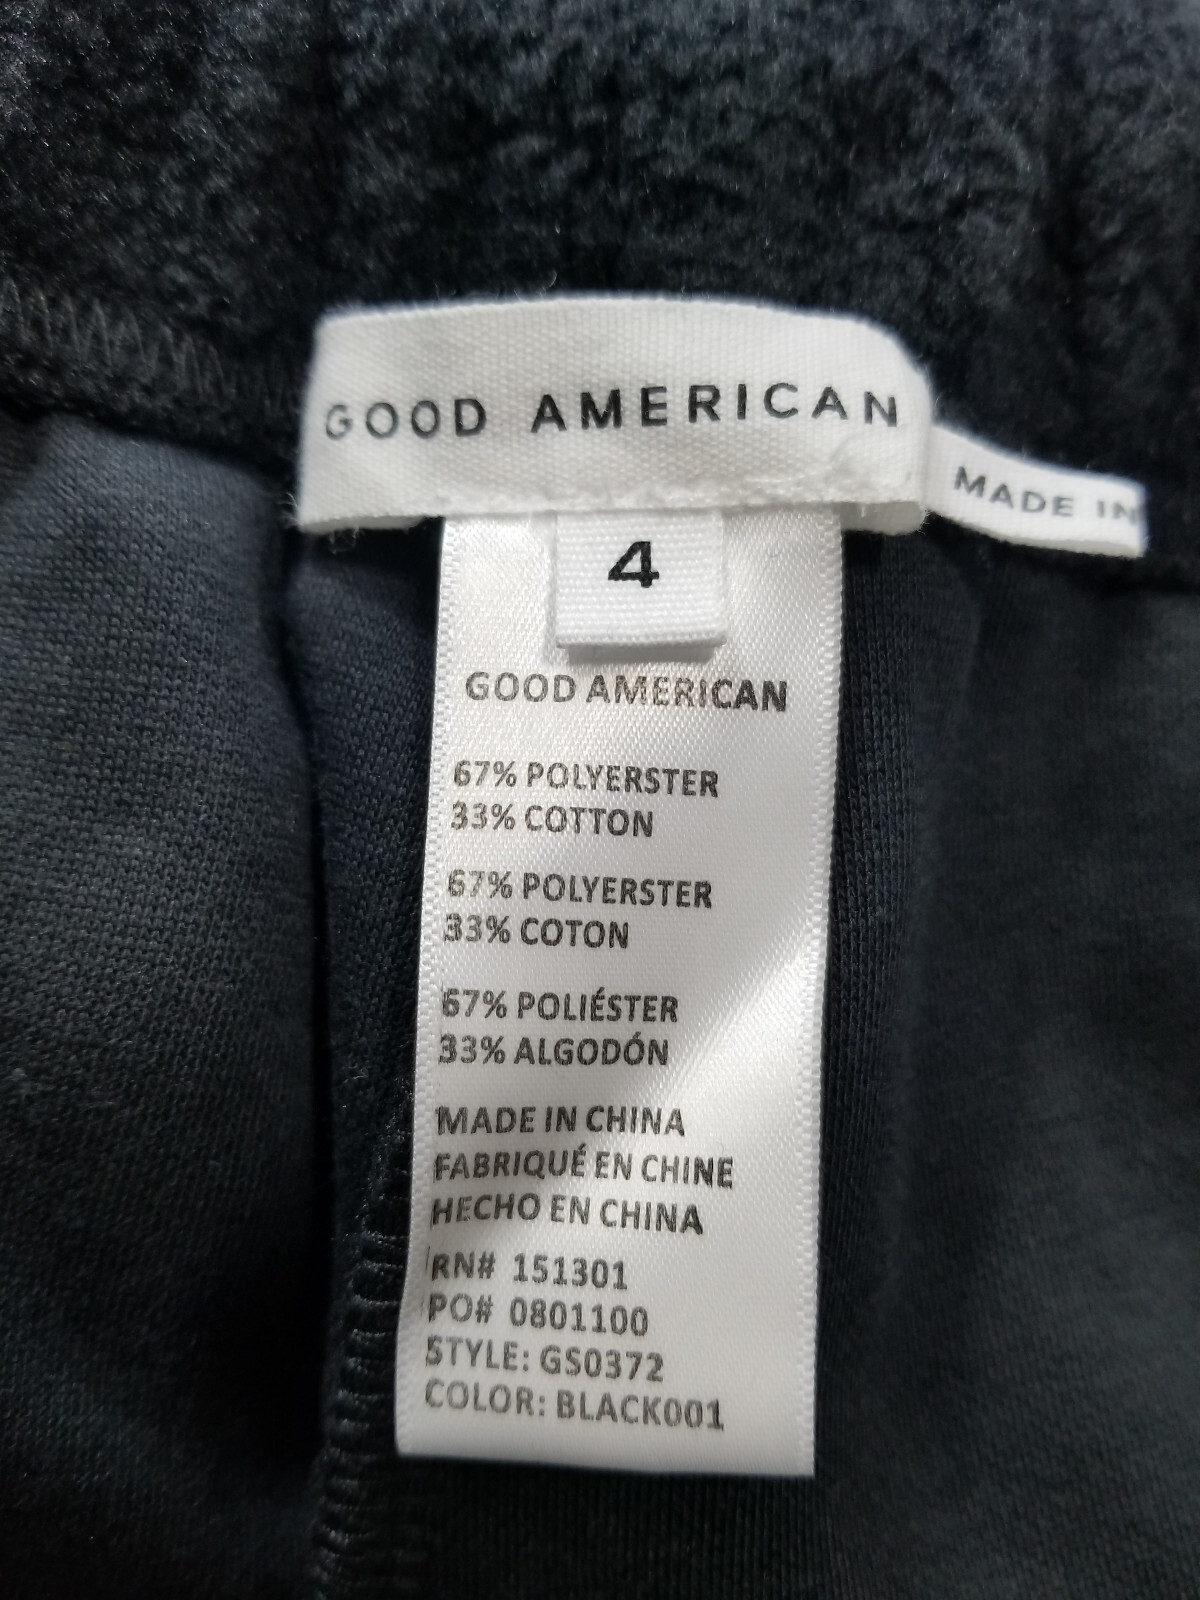 GOOD AMERICAN
MADE IN
4
GOOD AMERICAN
67% POLYERSTER
33% COTTON
67% POLYERSTER
33% COTON
67% POLIÉSTER
33% ALGODÓN
MADE IN CHINA
FABRIQUÉ EN CHINE
HECHO EN CHINA
RN# 151301
PO# 0801100
STYLE: GS0372
COLOR: BLACK001